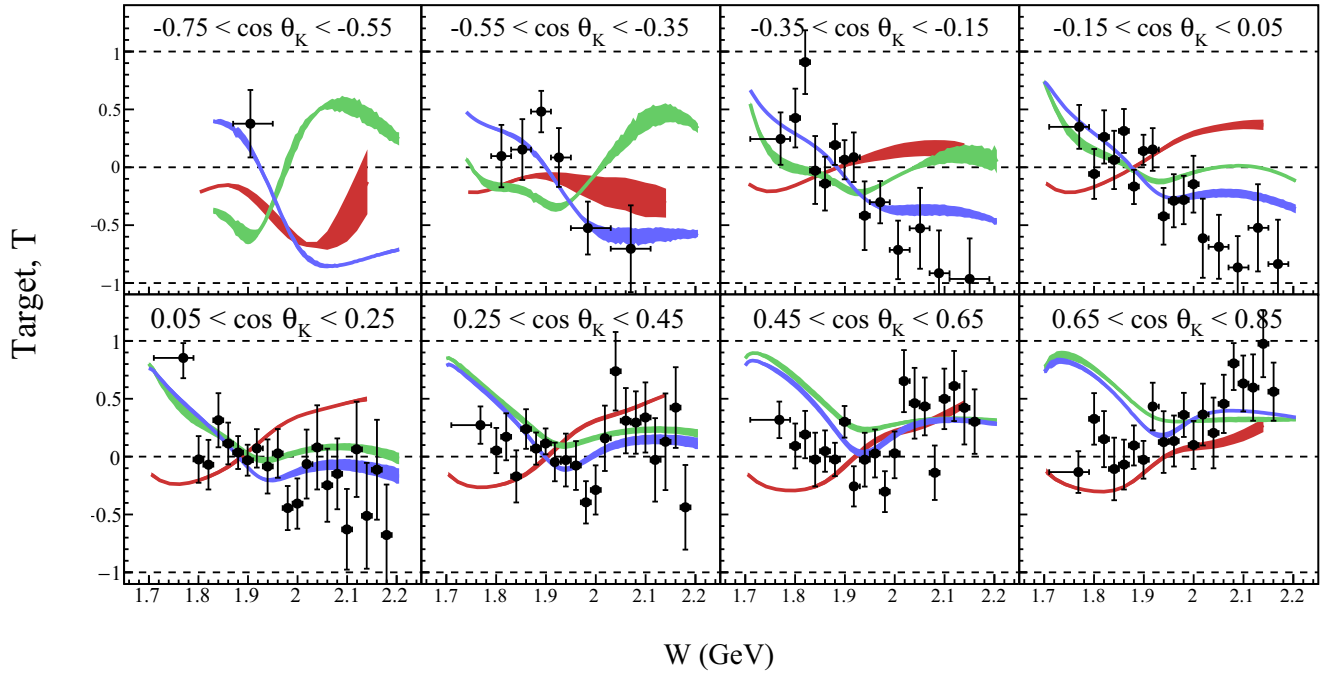 -0.75 < cos θK < -0.55
-0.55 < cos θK < -0.35
-0.35 < cos θK < -0.15
-0.15 < cos θK < 0.05
1
0.5
0
-0.5
-1
0.05 < cos θK < 0.25
0.25 < cos θK < 0.45
0.45 < cos θK < 0.65
0.65 < cos θK < 0.85
1
0.5
0
-0.5
-1
1.7 1.8 1.9 2 2.1 2.2 1.7 1.8 1.9 2 2.1 2.2 1.7 1.8 1.9 2 2.1 2.2 1.7 1.8 1.9 2 2.1 2.2
Target, T
W (GeV)